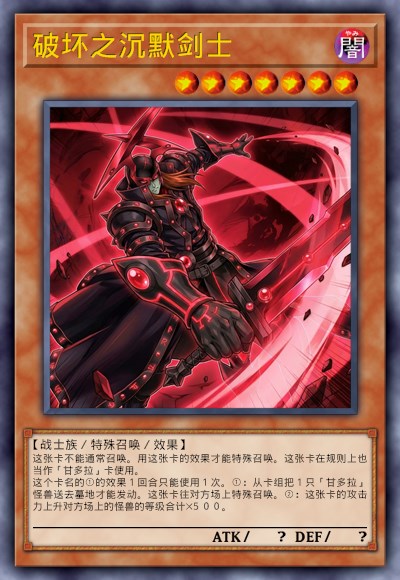 破坏之沉默剑士
やみ
闇
【战士族／特殊召唤／效果】
这张卡不能通常召唤。用这张卡的效果才能特殊召唤。这张卡在规则上也
当作「甘多拉」卡使用。
这个卡名的①的效果１回合只能使用１次。①：从卡组把１只「甘多拉」
怪兽送去墓地才能发动。这张卡往对方场上特殊召唤。②：这张卡的攻击
力上升对方场上的怪兽的等级合计×５００。
ATK/ ? DEF/ ?